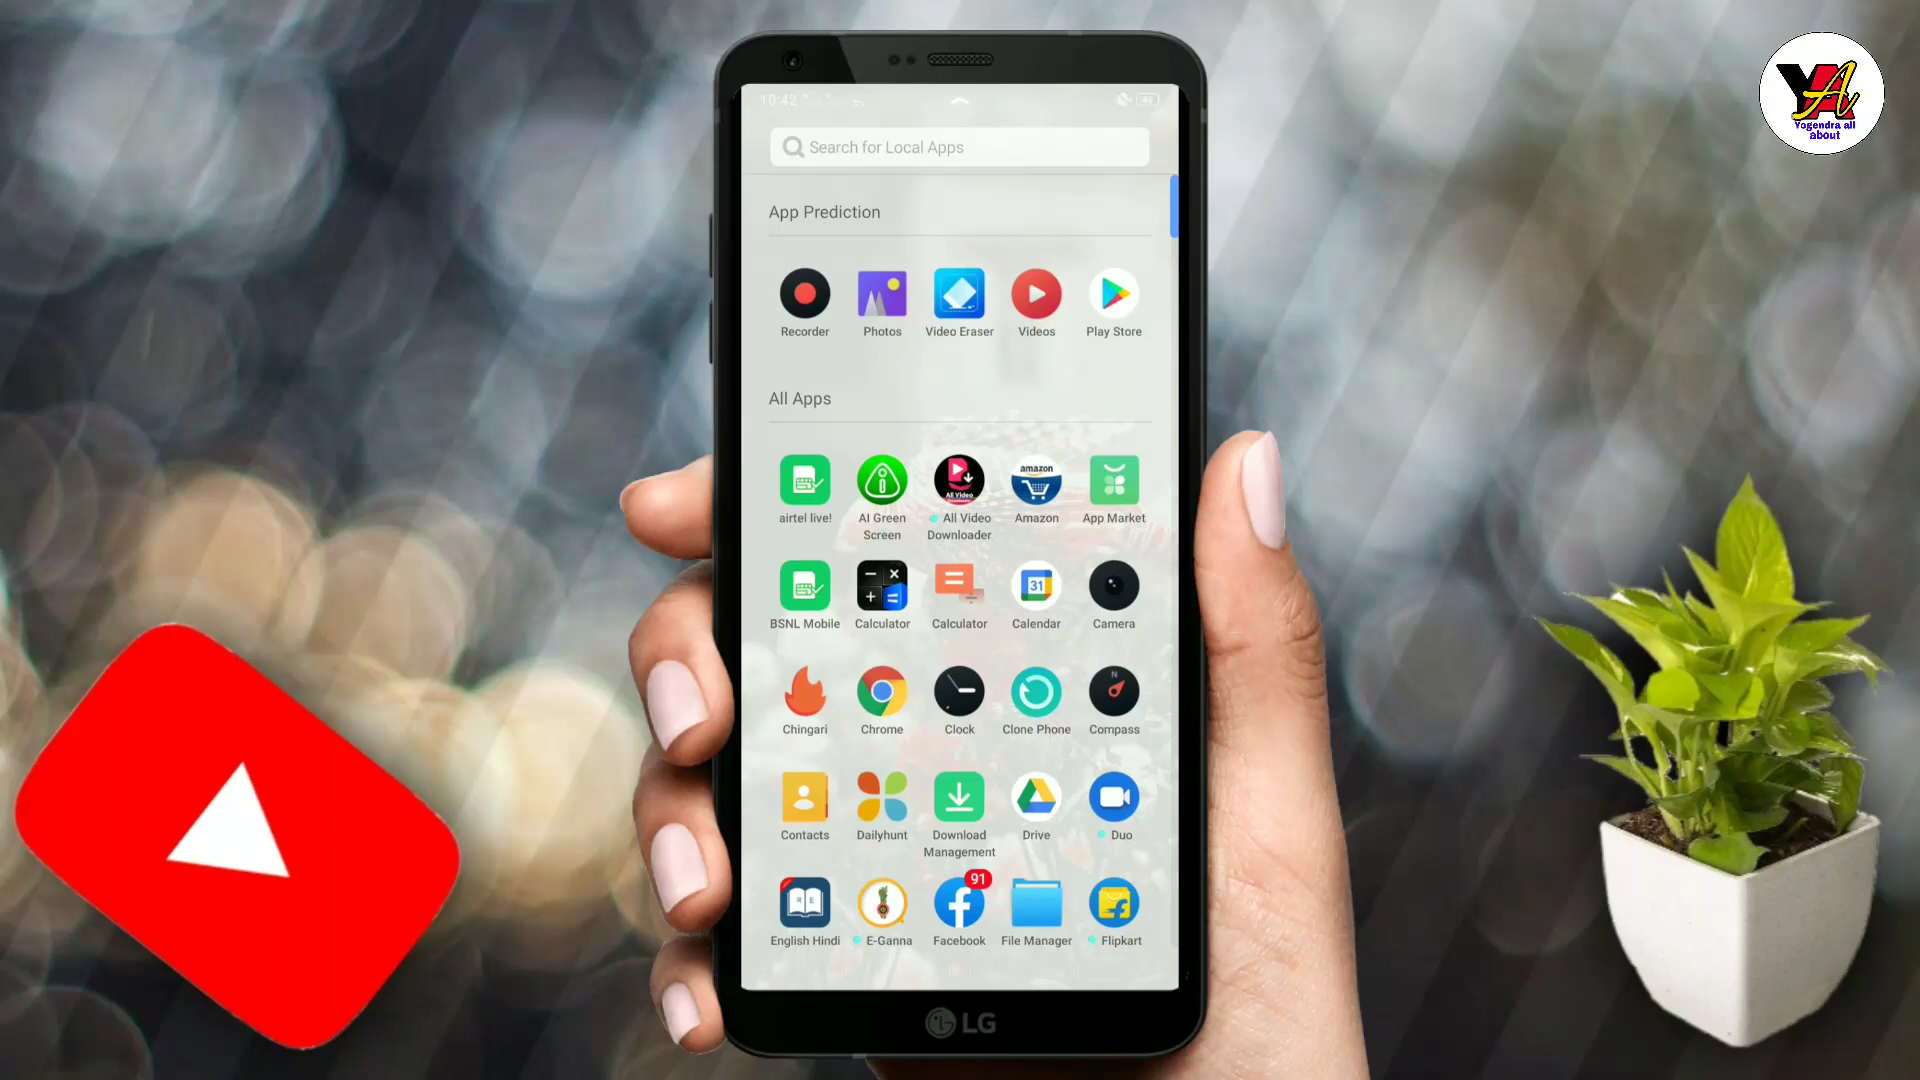 Yogendra all
about
10:42
Search for Local Apps
App Prediction
Recorder
Photos
Video Eraser
Videos
Play Store
All Apps
airtel live!
AI Green
Screen
All Video
Downloader
amazon
Amazon
App Market
BSNL Mobile
Calculator
Calculator
31
Calendar
Camera
Chingari
Chrome
Clock
Clone Phone
N
Compass
Contacts
Dailyhunt
Download
Management
Drive
Duo
R E
English Hindi
E-Ganna
91
Facebook
File Manager
Flipkart
LG